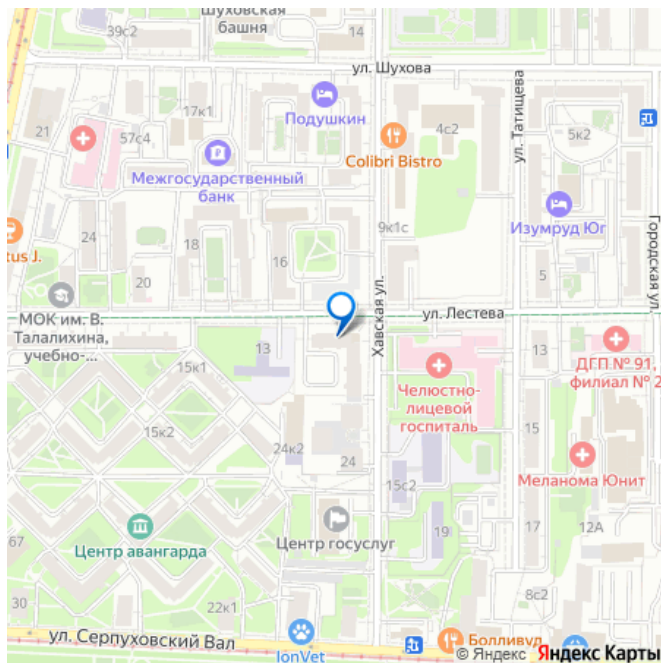 Шуховская
башня
39с2
14
ул. Шухова
17к1
Подушкин
4с2
ул. Татищева
5к2
21
57с4
Colibri Bistro
Межгосударственный
банк
Изумруд Юг
9к1с
tus J.
24
18
16
20
5
Городская ул.
МОК им. В.
Талалихина,
учебно-...
ул. Лестева
Хавская ул.
13
15к1
13
ДГП № 91,
филиал № 2
Челюстно-
лицевой
госпиталь
15к2
24к2
24
15
15с2
Меланома Юнит
Центр госуслуг
19
17
12А
67
Центр авангарда
30
22к1
8с2
ул. Серпуховский Вал
IonVet
Болливуд
© Яндекс Яндекс Карты